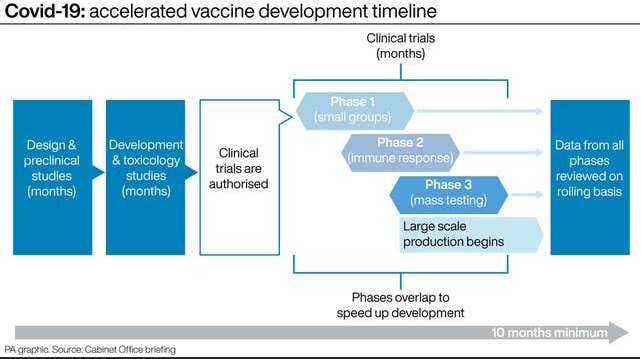 Covid-19: accelerated vaccine development timeline
Clinical trials
(months)
Design &
preclinical
studies
(months)
Development
& toxicology
studies
(months)
Clinical
trials are
authorised
Phase 1
(small groups)
Phase 2
(immune response)
Phase 3
(mass testing)
Large scale
production begins
Data from all
phases
reviewed on
rolling basis
Phases overlap to
speed up development
10 months minimum
PA graphic. Source: Cabinet Office briefing